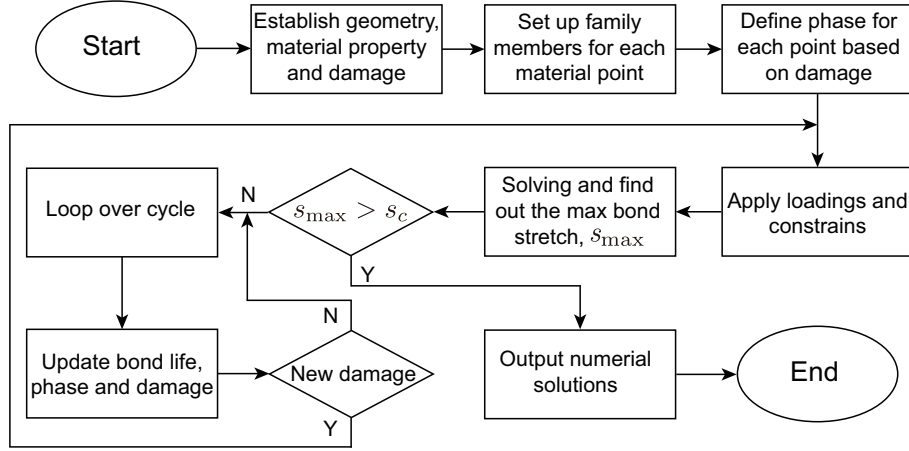 Start
Establish geometry,
material property
and damage
Set up family
members for each
material point
Define phase for
each point based
on damage
Apply loadings and
constrains
Solving and find
out the max bond
stretch, s_max
s_max > s_c
N
Y
Loop over cycle
Update bond life,
phase and damage
New damage
N
Y
Output numerial
solutions
End